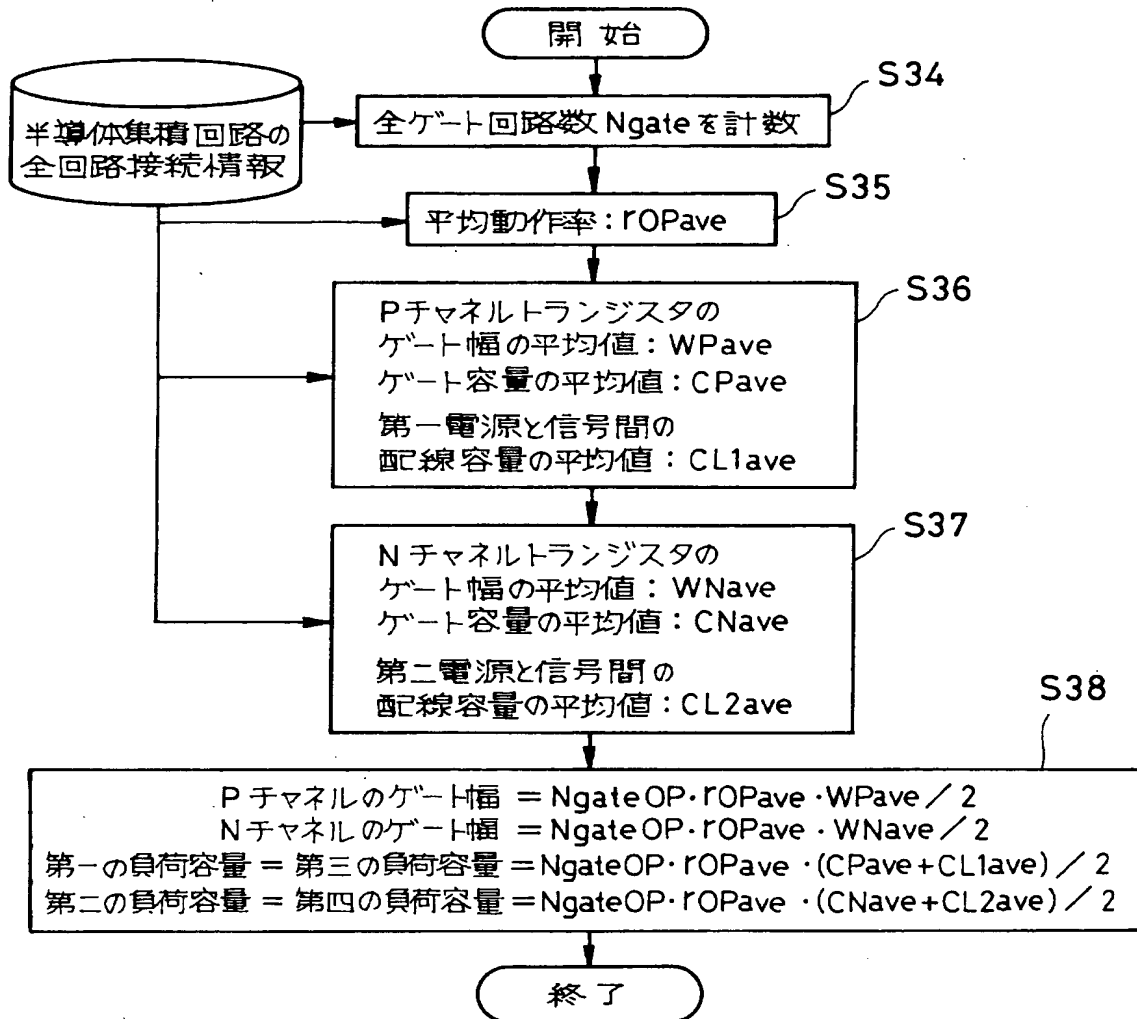 開始
S34
半導体集積回路の
全回路接続情報
全ゲート回路数Ngateを計数
S35
平均動作率:rOPave
S36
Pチャネルトランジスタの
ゲート幅の平均値:WPave
ゲート容量の平均値:CPave
第一電源と信号間の
配線容量の平均値:CL1ave
S37
Nチャネルトランジスタの
ゲート幅の平均値:WNave
ゲート容量の平均値:CNave
第二電源と信号間の
配線容量の平均値:CL2ave
S38
Pチャネルのゲート幅 =NgateOP・rOPave・WPave/2
Nチャネルのゲート幅 =NgateOP・rOPave・WNave/2
第一の負荷容量=第三の負荷容量=NgateOP・rOPave・(CPave+CL1ave)/2
第二の負荷容量=第四の負荷容量=NgateOP・rOPave・(CNave+CL2ave)/2
終了